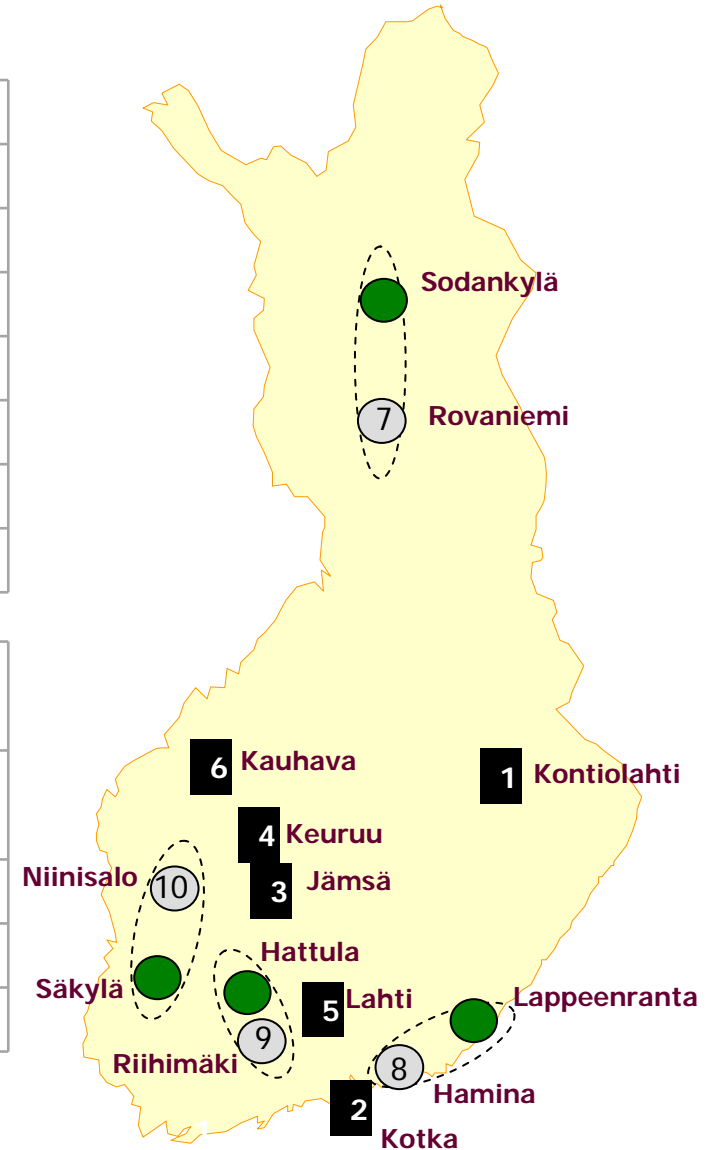 Sodankylä
7 Rovaniemi
6 Kauhava
1 Kontiolahti
4 Keuruu
Niinisalo 10
3 Jämsä
Hattula
Säkylä
5 Lahti
Lappeenranta
9
Riihimäki
8
Hamina
2
Kotka